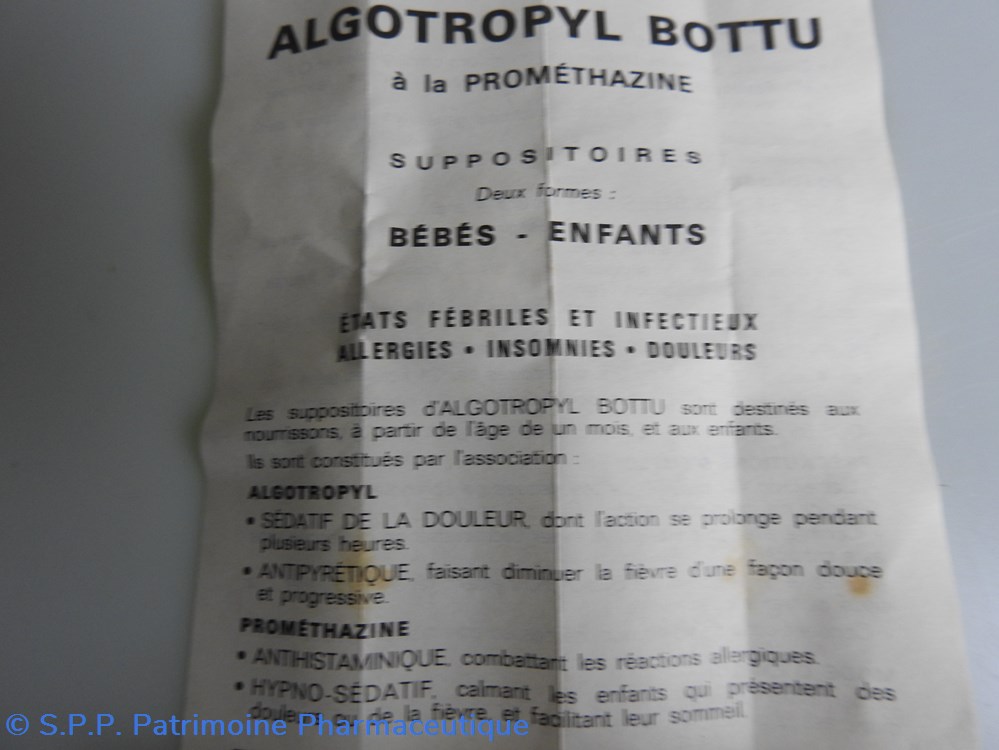 ALGOTROPYL BOTTU
à la PROMÉTHAZINE
SUPPOSITOIRES
Deux formes :
BÉBÉS - ENFANTS
ÉTATS FÉBRILES ET INFECTIEUX
ALLERGIES • INSOMNIES • DOULEURS
Les suppositoires d'ALGOTROPYL BOTTU sont destinés aux
nourrissons, à partir de l'âge de un mois, et aux enfants.
Ils sont constitués par l'association :
ALGOTROPYL
• SÉDATIF DE LA DOULEUR, dont l'action se prolonge pendant
plusieurs heures.
• ANTIPYRÉTIQUE, faisant diminuer la fièvre d'une façon douce
et progressive.
PROMÉTHAZINE
• ANTIHISTAMINIQUE, combattant les réactions allergiques.
• HYPNO-SÉDATIF, calmant les enfants qui présentent des
douleurs ou de la fièvre, et facilitant leur sommeil.
© S.P.P. Patrimoine Pharmaceutique